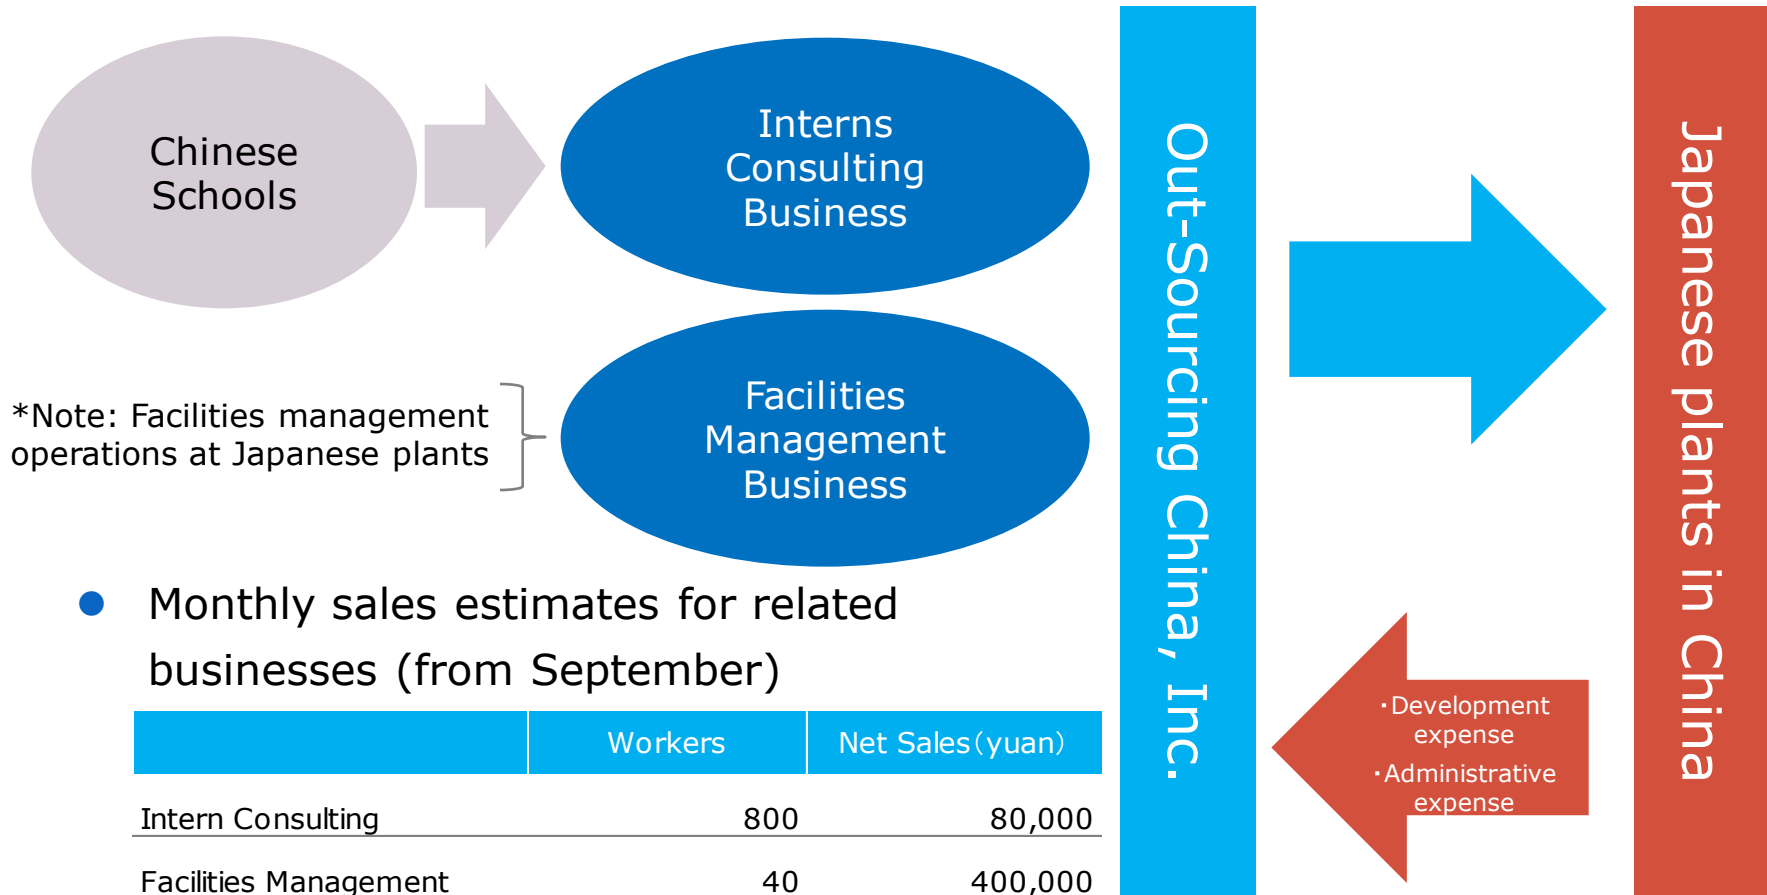 Chinese
Schools
Interns
Consulting
Business
*Note: Facilities management
operations at Japanese plants
Facilities
Management
Business
● Monthly sales estimates for related
businesses (from September)
Workers Net Sales（yuan）
Intern Consulting 800 80,000
Facilities Management 40 400,000
Out-Sourcing China, Inc.
・Development
expense
・Administrative
expense
Japanese plants in China